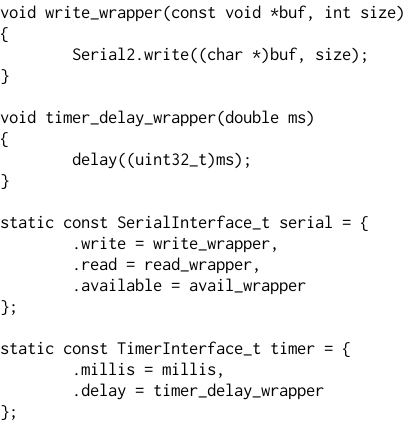 void write_wrapper(const void *buf, int size)
{
        Serial2.write((char *)buf, size);
}

void timer_delay_wrapper(double ms)
{
        delay((uint32_t)ms);
}

static const SerialInterface_t serial = {
        .write = write_wrapper,
        .read = read_wrapper,
        .available = avail_wrapper
};

static const TimerInterface_t timer = {
        .millis = millis,
        .delay = timer_delay_wrapper
};